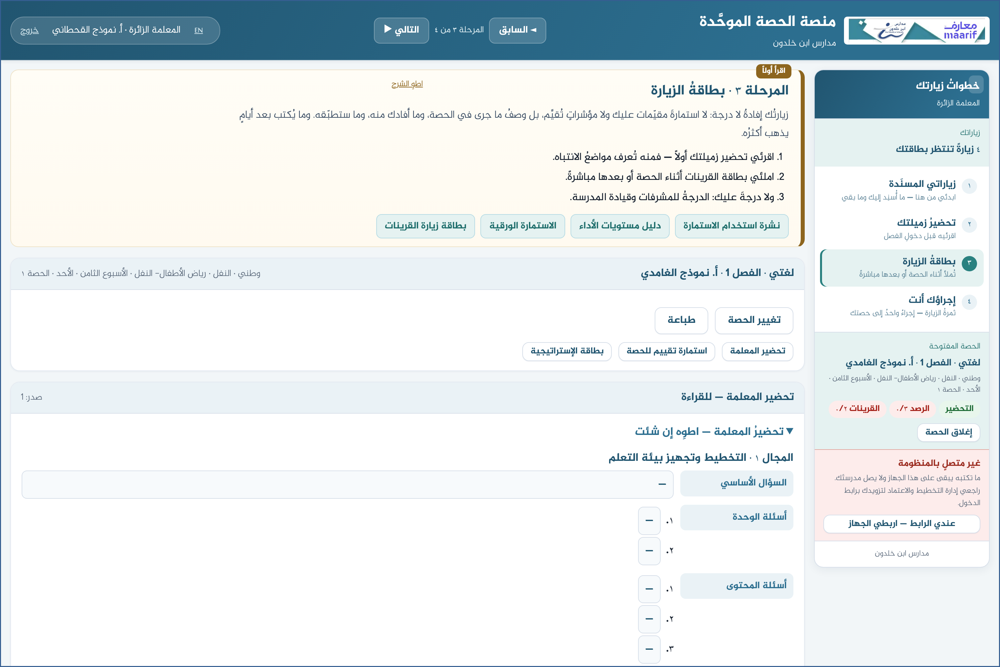 معارف
maarif
مدارس
ابن خلدون
منصة الحصة الموحَّدة
مدارس ابن خلدون
◄ السابق
المرحلة ٣ من ٤
التالي ▶
EN
المعلمة الزائرة · أ. نموذج القحطاني
خروج
خطواتُ زيارتك
المعلمة الزائرة
زياراتك
٤ زيارةً تنتظر بطاقتك
١
زياراتي المسنَدة
ابدئي من هنا — ما أُسنِد إليك وما بقي
٢
تحضيرُ زميلتك
اقرئيه قبل دخولِ الفصل
٣
بطاقةُ الزيارة
تُملأ أثناء الحصة أو بعدها مباشرةً
٤
إجراؤك أنت
ثمرةُ الزيارة — إجراءٌ واحدٌ إلى حصتك
الحصة المفتوحة
لغتي · الفصل 1 · أ. نموذج الغامدي
وطني · النفل · رياض الأطفال- النفل · الأسبوع الثامن ·
الأحد · الحصة ١
التحضير
الرصد ٠/٣
القرينات ٠/٢
إغلاق الحصة
غير متصلٍ بالمنظومة
ما تكتبه يبقى على هذا الجهاز ولا يصل مدرستَك.
راجعي إدارة التخطيط والاعتماد لتزويدك برابط
الدخول.
عندي الرابط — اربطي الجهاز
مدارس ابن خلدون
اقرأ أولاً
المرحلة ٣ · بطاقةُ الزيارة
اطوِ الشرح
زيارتُك إفادةٌ لا درجة: لا استمارةَ مقيّمات عليك ولا مؤشراتٍ تُقيَّم، بل وصفُ ما جرى في الحصة، وما أفادك منه، وما ستطبّقه. وما يُكتب بعد أيامٍ
يذهب أكثرُه.
1. اقرئي تحضير زميلتك أولاً — فمنه تُعرف مواضعُ الانتباه.
2. املئي بطاقة القرينات أثناء الحصة أو بعدها مباشرةً.
3. ولا درجةَ عليك: الدرجةُ للمشرفات وقيادة المدرسة.
نشرة استخدام الاستمارة
دليل مستويات الأداء
الاستمارة الورقية
بطاقة زيارة القرينات
لغتي · الفصل 1 · أ. نموذج الغامدي
وطني · النفل · رياض الأطفال- النفل · الأسبوع الثامن · الأحد · الحصة ١
تغيير الحصة
طباعة
تحضير المعلمة
استمارة تقييم للحصة
بطاقة الإستراتيجية
تحضير المعلمة — للقراءة
صدر: 1
▼ تحضيرُ المعلمة — اطوِه إن شئت
المجال ١ · التخطيط وتجهيز بيئة التعلم
السؤال الأساسي
—
أسئلة الوحدة
١. —
٢. —
أسئلة المحتوى
١. —
٢. —
٣. —